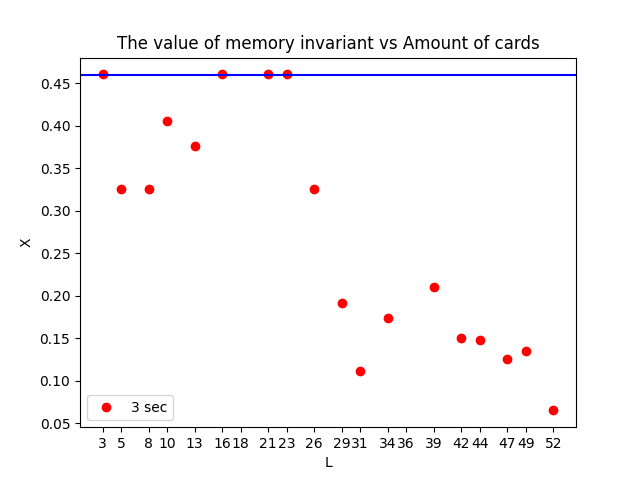 The value of memory invariant vs Amount of cards
X
0.45
0.40
0.35
0.30
0.25
0.20
0.15
0.10
0.05
3 sec
3 5 8 10 13 16 18 21 23 26 29 31 34 36 39 42 44 47 49 52
L